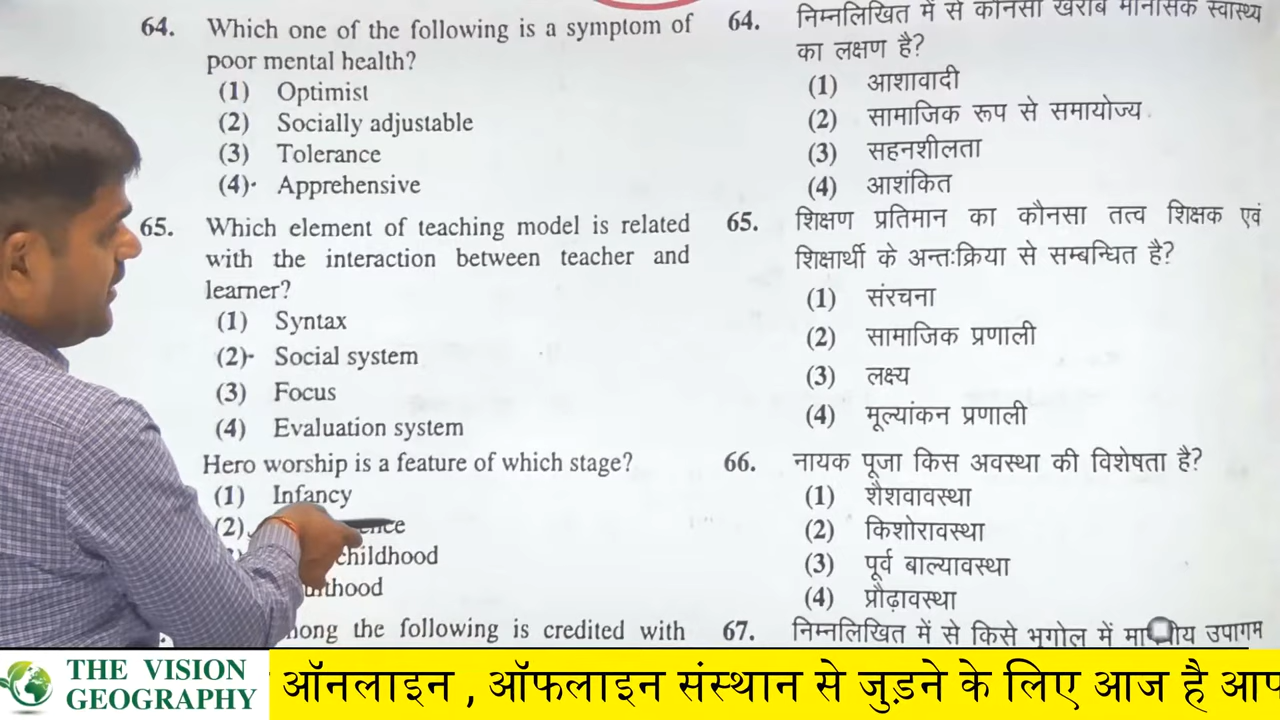 64. Which one of the following is a symptom of
poor mental health?
(1) Optimist
(2) Socially adjustable
(3) Tolerance
(4) Apprehensive
65. Which element of teaching model is related
with the interaction between teacher and
learner?
(1) Syntax
(2) Social system
(3) Focus
(4) Evaluation system
Hero worship is a feature of which stage?
(1) Infancy
(2)
childhood
the following is credited with
64. निम्नलिखित में से कौनसा खराब मानसिक स्वास्थ्य
का लक्षण है?
(1) आशावादी
(2) सामाजिक रूप से समायोज्य
(3) सहनशीलता
(4) आशंकित
65. शिक्षण प्रतिमान का कौनसा तत्व शिक्षक एवं
शिक्षार्थी के अन्तःक्रिया से सम्बन्धित है?
(1) संरचना
(2) सामाजिक प्रणाली
(3) लक्ष्य
(4) मूल्यांकन प्रणाली
66. नायक पूजा किस अवस्था की विशेषता है?
(1) शैशवावस्था
(2) किशोरावस्था
(3) पूर्व बाल्यावस्था
(4) प्रौढ़ावस्था
67. निम्नलिखित में से किसे भूगोल में उपागम
THE VISION
GEOGRAPHY
ऑनलाइन , ऑफलाइन संस्थान से जुड़ने के लिए आज है आप